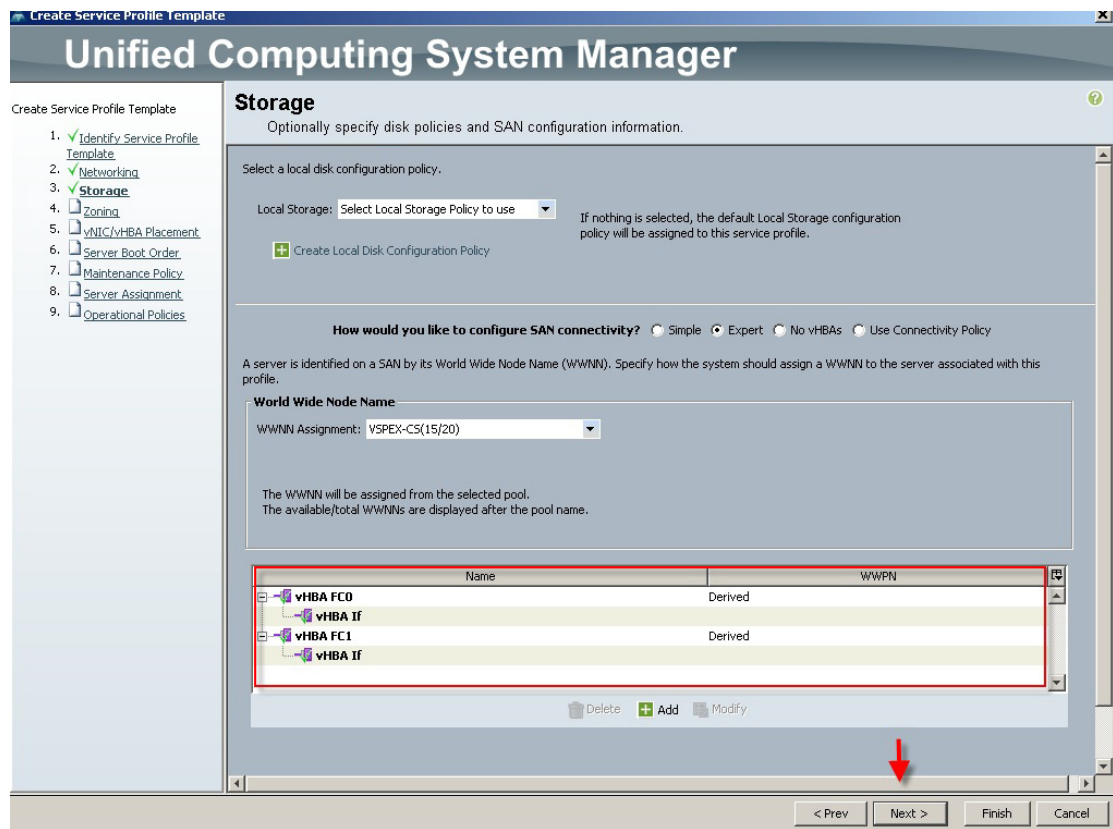 Create Service Profile Template
Unified Computing System Manager
Create Service Profile Template
1. Identify Service Profile
Template
2. Networking
3. Storage
4. Zoning
5. vNIC/vHBA Placement
6. Server Boot Order
7. Maintenance Policy
8. Server Assignment
9. Operational Policies
Storage
Optionally specify disk policies and SAN configuration information.
Select a local disk configuration policy.
Local Storage: Select Local Storage Policy to use
If nothing is selected, the default Local Storage configuration
policy will be assigned to this service profile.
Create Local Disk Configuration Policy
How would you like to configure SAN connectivity? Simple Expert No vHBAs Use Connectivity Policy
A server is identified on a SAN by its World Wide Node Name (WWNN). Specify how the system should assign a WWNN to the server associated with this
profile.
World Wide Node Name
WWNN Assignment: VSPEX-CS(15/20)
The WWNN will be assigned from the selected pool.
The available/total WWNNs are displayed after the pool name.
Name WWPN
vHBA FC0 Derived
vHBA If
vHBA FC1 Derived
vHBA If
Delete Add Modify
< Prev Next > Finish Cancel